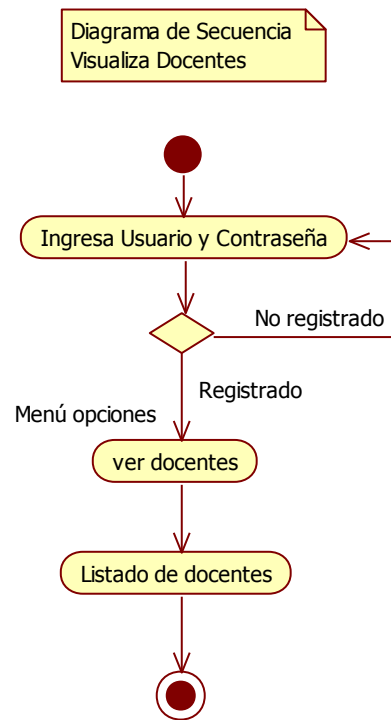 Diagrama de Secuencia
Visualiza Docentes
Ingresa Usuario y Contraseña
No registrado
Registrado
Menú opciones
ver docentes
Listado de docentes